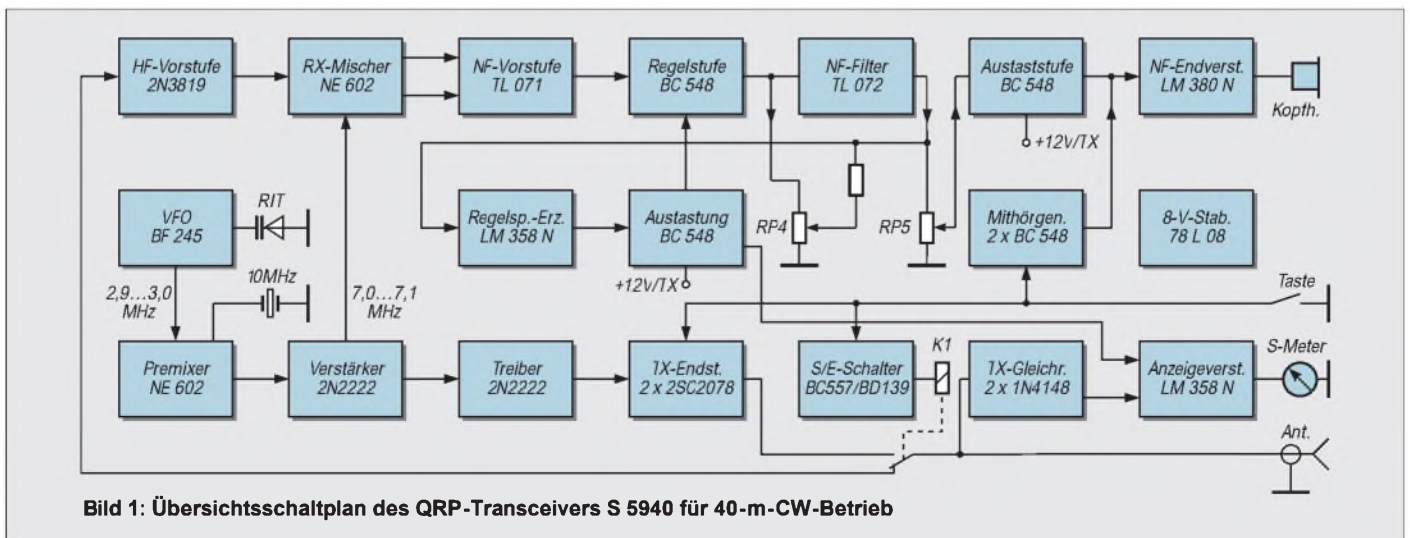 HF-Vorstufe
2N3819
RX-Mischer
NE 602
NF-Vorstufe
TL 071
Regelstufe
BC 548
NF-Filter
TL 072
Austaststufe
BC 548
NF-Endverst.
LM 380 N
Kopfh.
+12V/TX
VFO
BF 245
RIT
Regelsp.-Erz.
LM 358 N
Austastung
BC 548
RP4
RP5
Mithörgen.
2 x BC 548
8-V-Stab.
78 L 08
2,9...3,0
MHz
10MHz
7,0...7,1
MHz
+12V/TX
Taste
Premixer
NE 602
Verstärker
2N2222
Treiber
2N2222
TX-Endst.
2 x 2SC2078
S/E-Schalter
BC557/BD139
K1
TX-Gleichr.
2 x 1N4148
Anzeigeverst.
LM 358 N
S-Meter
Ant.
Bild 1: Übersichtsschaltplan des QRP-Transceivers S 5940 für 40-m-CW-Betrieb